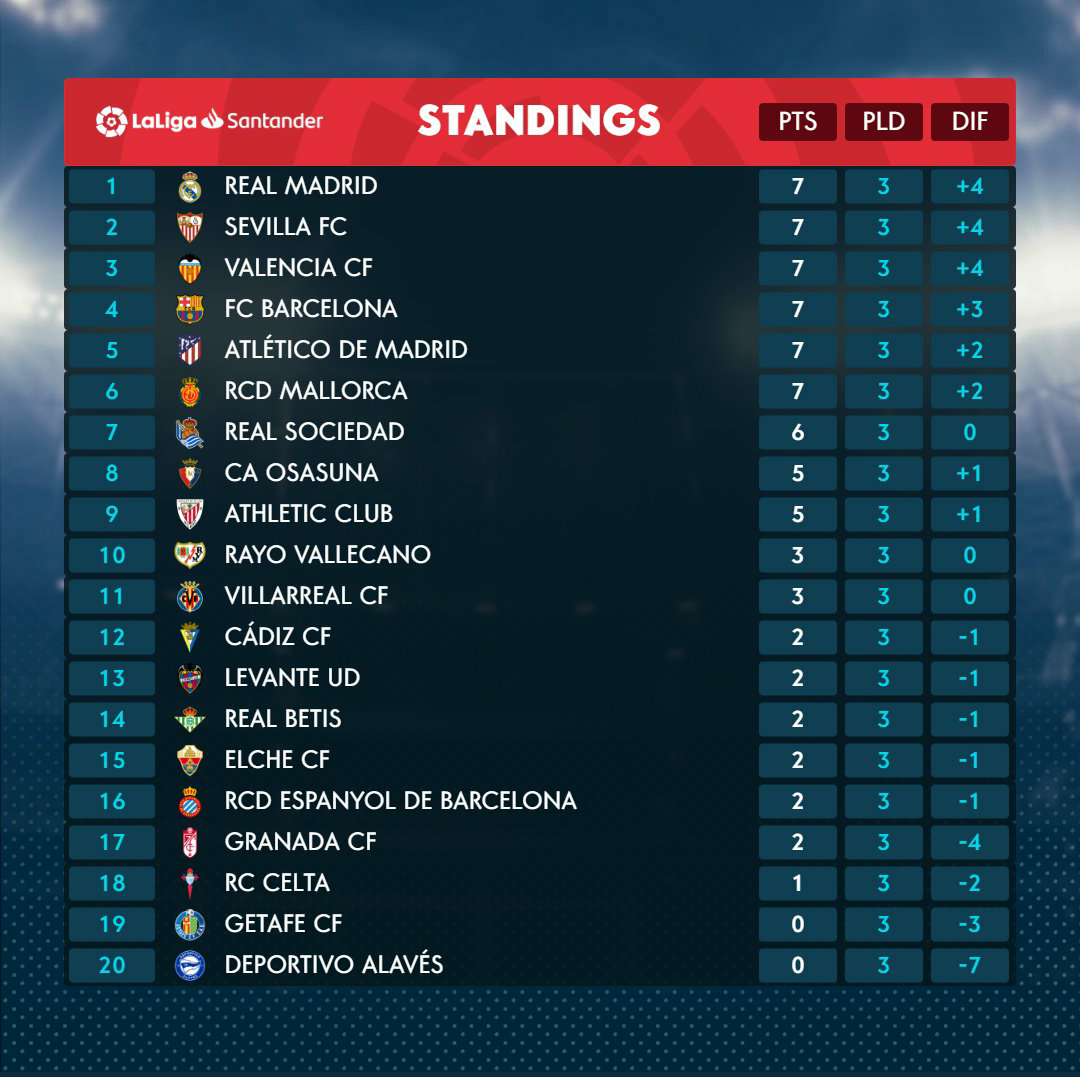 LaLiga Santander STANDINGS PTS PLD DIF
1 REAL MADRID 7 3 +4
2 SEVILLA FC 7 3 +4
3 VALENCIA CF 7 3 +4
4 FC BARCELONA 7 3 +3
5 ATLÉTICO DE MADRID 7 3 +2
6 RCD MALLORCA 7 3 +2
7 REAL SOCIEDAD 6 3 0
8 CA OSASUNA 5 3 +1
9 ATHLETIC CLUB 5 3 +1
10 RAYO VALLECANO 3 3 0
11 VILLARREAL CF 3 3 0
12 CÁDIZ CF 2 3 -1
13 LEVANTE UD 2 3 -1
14 REAL BETIS 2 3 -1
15 ELCHE CF 2 3 -1
16 RCD ESPANYOL DE BARCELONA 2 3 -1
17 GRANADA CF 2 3 -4
18 RC CELTA 1 3 -2
19 GETAFE CF 0 3 -3
20 DEPORTIVO ALAVÉS 0 3 -7